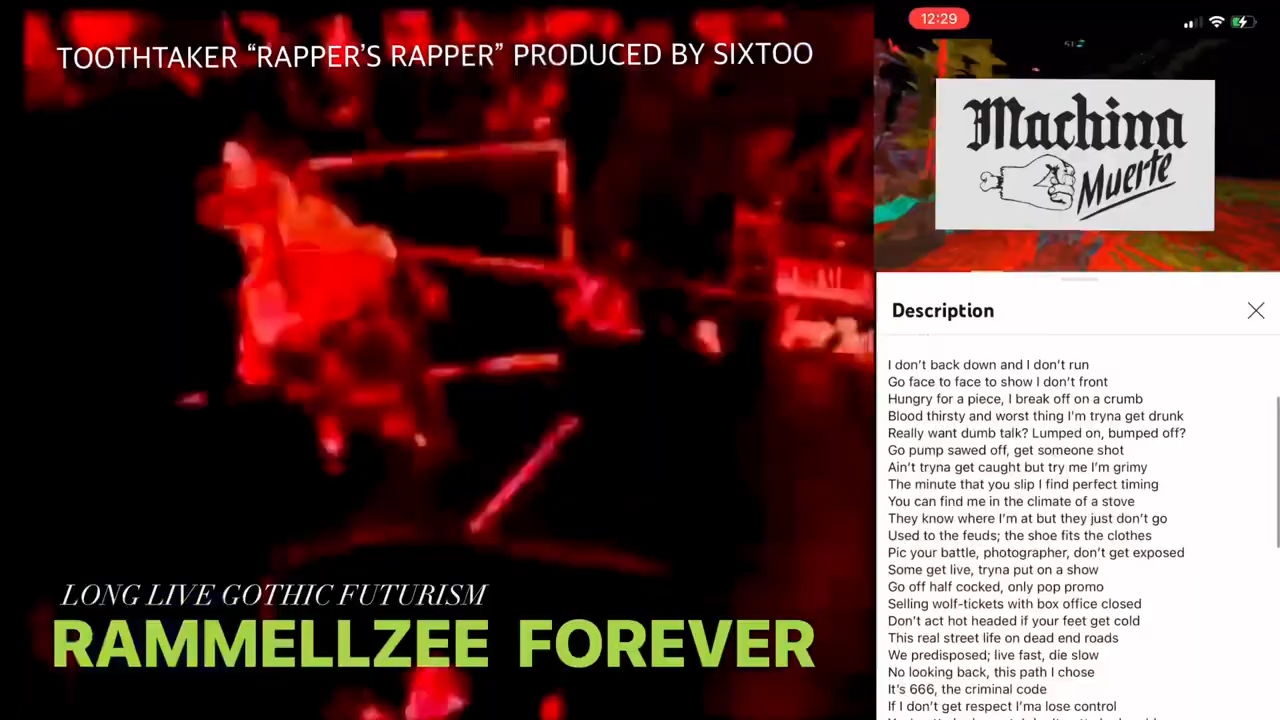 TOOTHTAKER “RAPPER’S RAPPER” PRODUCED BY SIXTOO
LONG LIVE GOTHIC FUTURISM
RAMMELLZEE FOREVER
12:29
Machina
Muerte
Description
I don’t back down and I don’t run
Go face to face to show I don’t front
Hungry for a piece, I break off on a crumb
Blood thirsty and worst thing I’m tryna get drunk
Really want dumb talk? Lumped on, bumped off?
Go pump sawed off, get someone shot
Ain’t tryna get caught but try me I’m grimy
The minute that you slip I find perfect timing
You can find me in the climate of a stove
They know where I’m at but they just don’t go
Used to the feuds; the shoe fits the clothes
Pic your battle, photographer, don’t get exposed
Some get live, tryna put on a show
Go off half cocked, only pop promo
Selling wolf-tickets with box office closed
Don’t act hot headed if your feet get cold
This real street life on dead end roads
We predisposed; live fast, die slow
No looking back, this path I chose
It’s 666, the criminal code
If I don’t get respect I’ma lose control